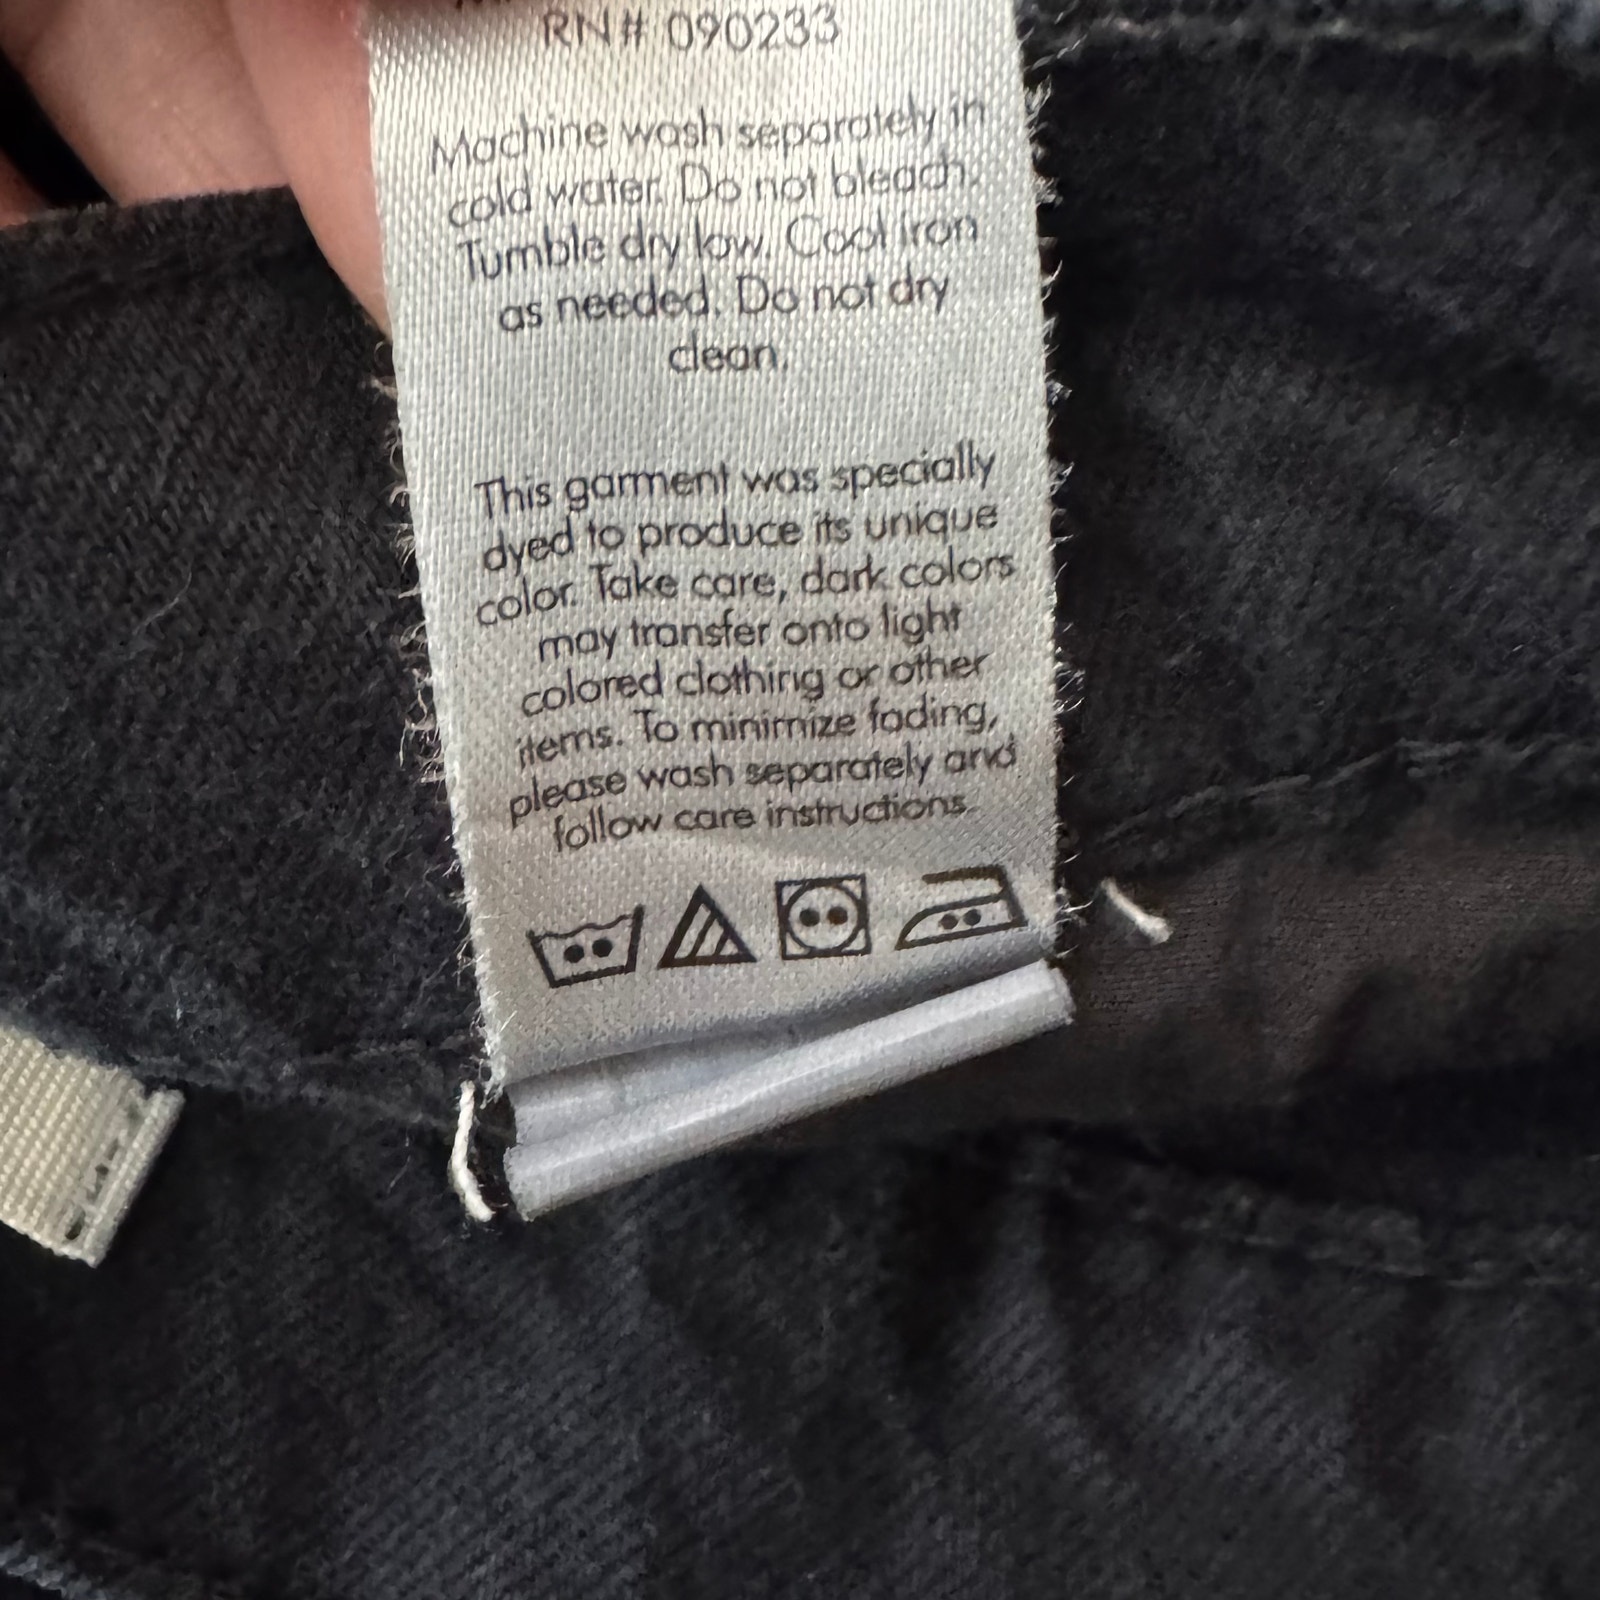 RN# 090233
Machine wash separately in
cold water. Do not bleach.
Tumble dry low. Cool iron
as needed. Do not dry
clean.
This garment was specially
dyed to produce its unique
color. Take care, dark colors
may transfer onto light
colored clothing or other
items. To minimize fading,
please wash separately and
follow care instructions.